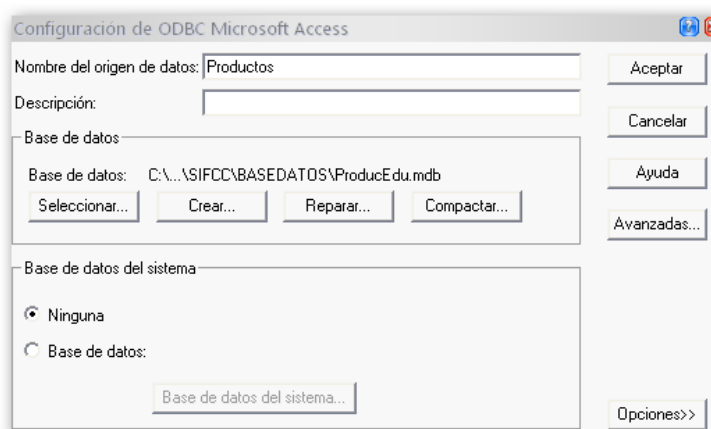 Configuración de ODBC Microsoft Access
Nombre del origen de datos: Productos
Aceptar
Descripción:
Cancelar
Base de datos
Base de datos: C:\...\SIFCC\BASEDATOS\ProducEdu.mdb
Ayuda
Seleccionar... Crear... Reparar... Compactar...
Avanzadas...
Base de datos del sistema
Ninguna
Base de datos:
Base de datos del sistema...
Opciones>>